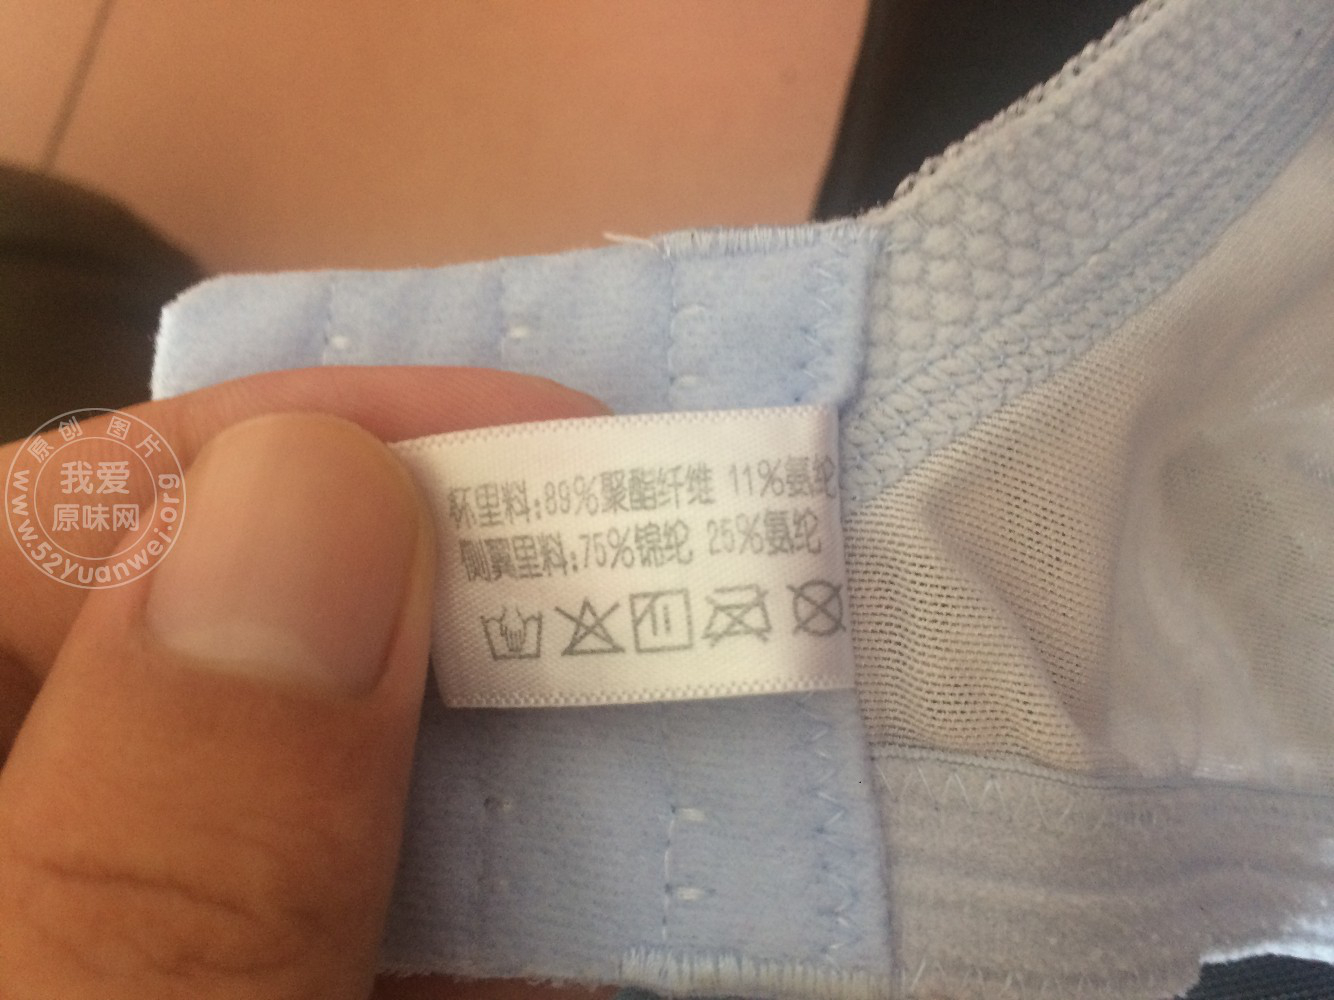 杯里料:89%聚酯纤维 11%氨纶
侧翼里料:75%锦纶 25%氨纶
原创图片
我爱
原味网
www.52yuanwei.org